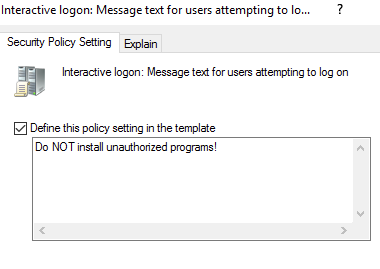 Interactive logon: Message text for users attempting to lo... ?
Security Policy Setting Explain
Interactive logon: Message text for users attempting to log on
Define this policy setting in the template
Do NOT install unauthorized programs!